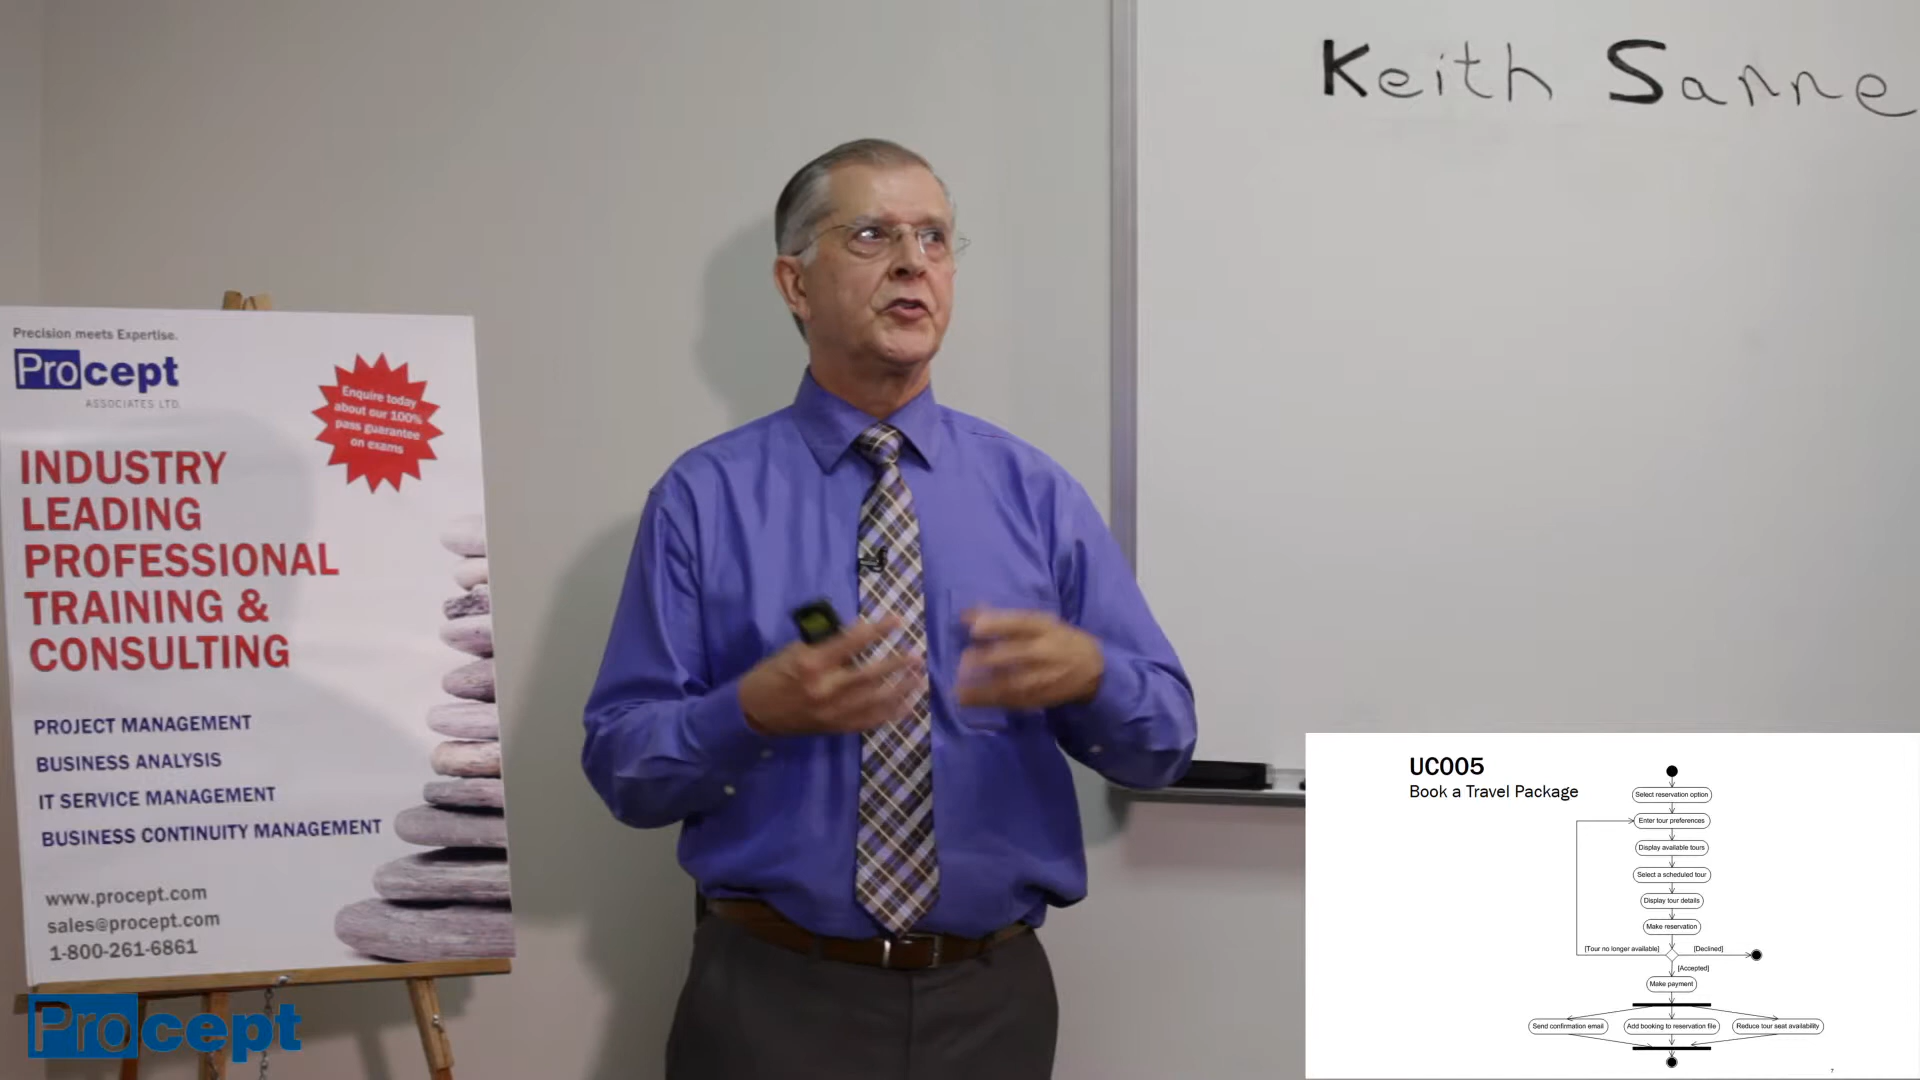 Keith Sanne
Precision meets Expertise.
Procept
ASSOCIATES LTD.
Enquire today
about our 100%
pass guarantee
on exams
INDUSTRY
LEADING
PROFESSIONAL
TRAINING &
CONSULTING
PROJECT MANAGEMENT
BUSINESS ANALYSIS
IT SERVICE MANAGEMENT
BUSINESS CONTINUITY MANAGEMENT
www.procept.com
sales@procept.com
1-800-261-6861
Procept
UC005
Book a Travel Package
Select reservation option
Enter tour preferences
Display available tours
Select a scheduled tour
Display tour details
Make reservation
[Tour no longer available] [Declined]
[Accepted]
Make payment
Send confirmation email Add booking to reservation file Reduce tour seat availability
7